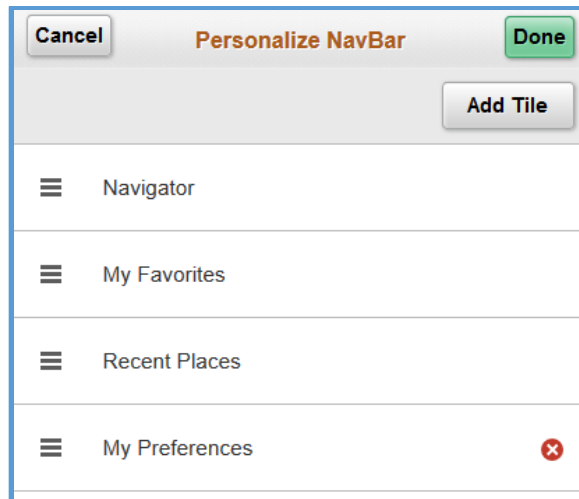 Cancel Personalize NavBar Done
Add Tile
Navigator
My Favorites
Recent Places
My Preferences